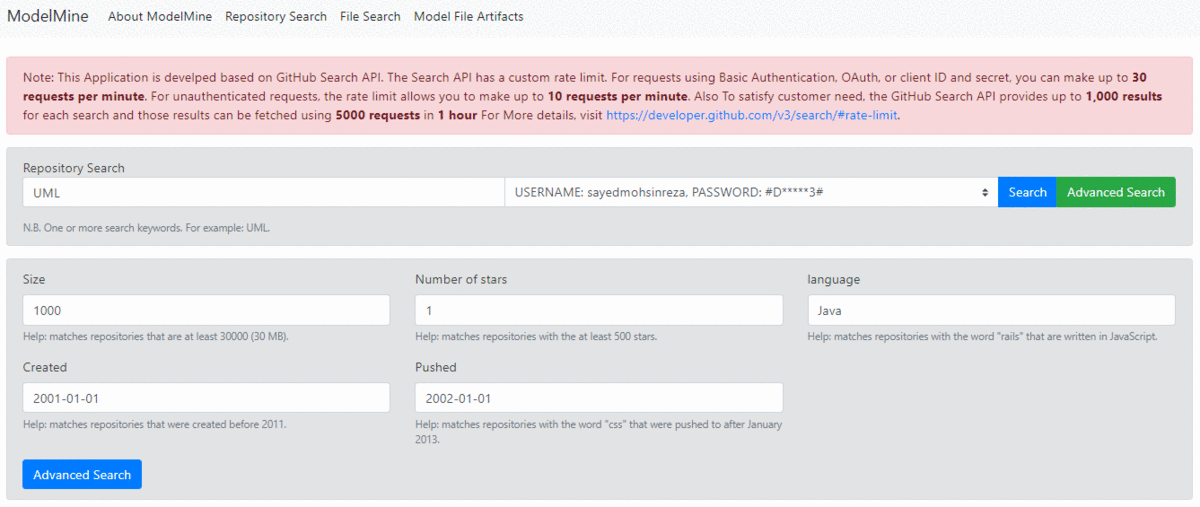 ModelMine About ModelMine Repository Search File Search Model File Artifacts
Note: This Application is develped based on GitHub Search API. The Search API has a custom rate limit. For requests using Basic Authentication, OAuth, or client ID and secret, you can make up to 30
requests per minute. For unauthenticated requests, the rate limit allows you to make up to 10 requests per minute. Also To satisfy customer need, the GitHub Search API provides up to 1,000 results
for each search and those results can be fetched using 5000 requests in 1 hour For More details, visit https://developer.github.com/v3/search/#rate-limit.
Repository Search
UML USERNAME: sayedmohsinreza, PASSWORD: #D*****3# Search Advanced Search
N.B. One or more search keywords. For example: UML.
Size Number of stars language
1000 1 Java
Help: matches repositories that are at least 30000 (30 MB). Help: matches repositories with the at least 500 stars. Help: matches repositories with the word "rails" that are written in JavaScript.
Created Pushed
2001-01-01 2002-01-01
Help: matches repositories that were created before 2011. Help: matches repositories with the word "css" that were pushed to after January
2013.
Advanced Search